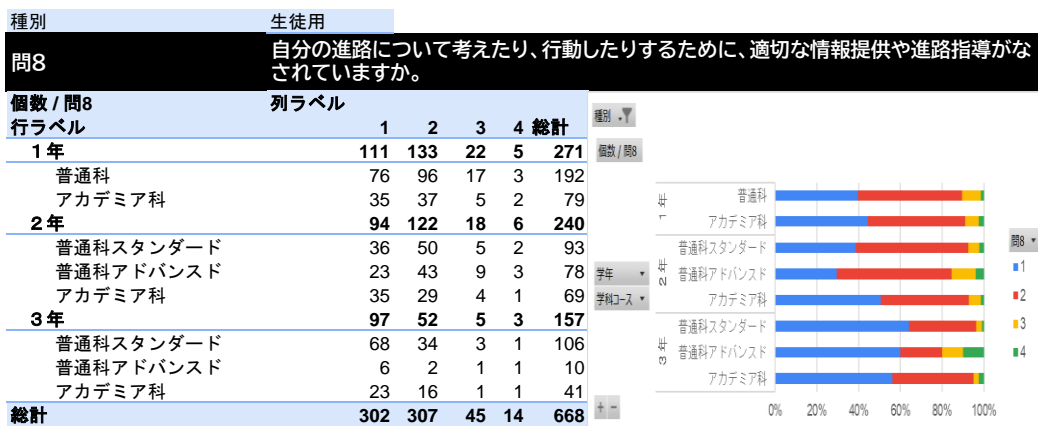 種別 生徒用
問8 自分の進路について考えたり、行動したりするために、適切な情報提供や進路指導がな
されていますか。
個数 / 問8 列ラベル
行ラベル 1 2 3 4 総計
1年 111 133 22 5 271
普通科 76 96 17 3 192
アカデミア科 35 37 5 2 79
2年 94 122 18 6 240
普通科スタンダード 36 50 5 2 93
普通科アドバンスド 23 43 9 3 78
アカデミア科 35 29 4 1 69
3年 97 52 5 3 157
普通科スタンダード 68 34 3 1 106
普通科アドバンスド 6 2 1 1 10
アカデミア科 23 16 1 1 41
総計 302 307 45 14 668
種別
個数 / 問8
学年
学科コース
+ -
1年
普通科
アカデミア科
2年
普通科スタンダード
普通科アドバンスド
アカデミア科
3年
普通科スタンダード
普通科アドバンスド
アカデミア科
0% 20% 40% 60% 80% 100%
問8
1
2
3
4